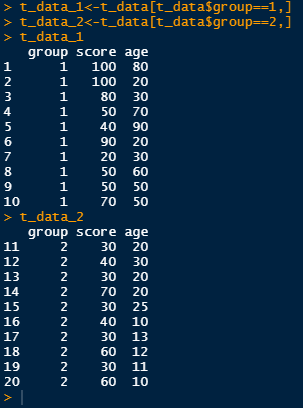 > t_data_1<-t_data[t_data$group==1,]
> t_data_2<-t_data[t_data$group==2,]
> t_data_1
   group score age
1      1   100  80
2      1   100  20
3      1    80  30
4      1    50  70
5      1    40  90
6      1    90  20
7      1    20  30
8      1    50  60
9      1    50  50
10     1    70  50
> t_data_2
   group score age
11     2    30  20
12     2    40  30
13     2    30  20
14     2    70  20
15     2    30  25
16     2    40  10
17     2    30  13
18     2    60  12
19     2    30  11
20     2    60  10
>